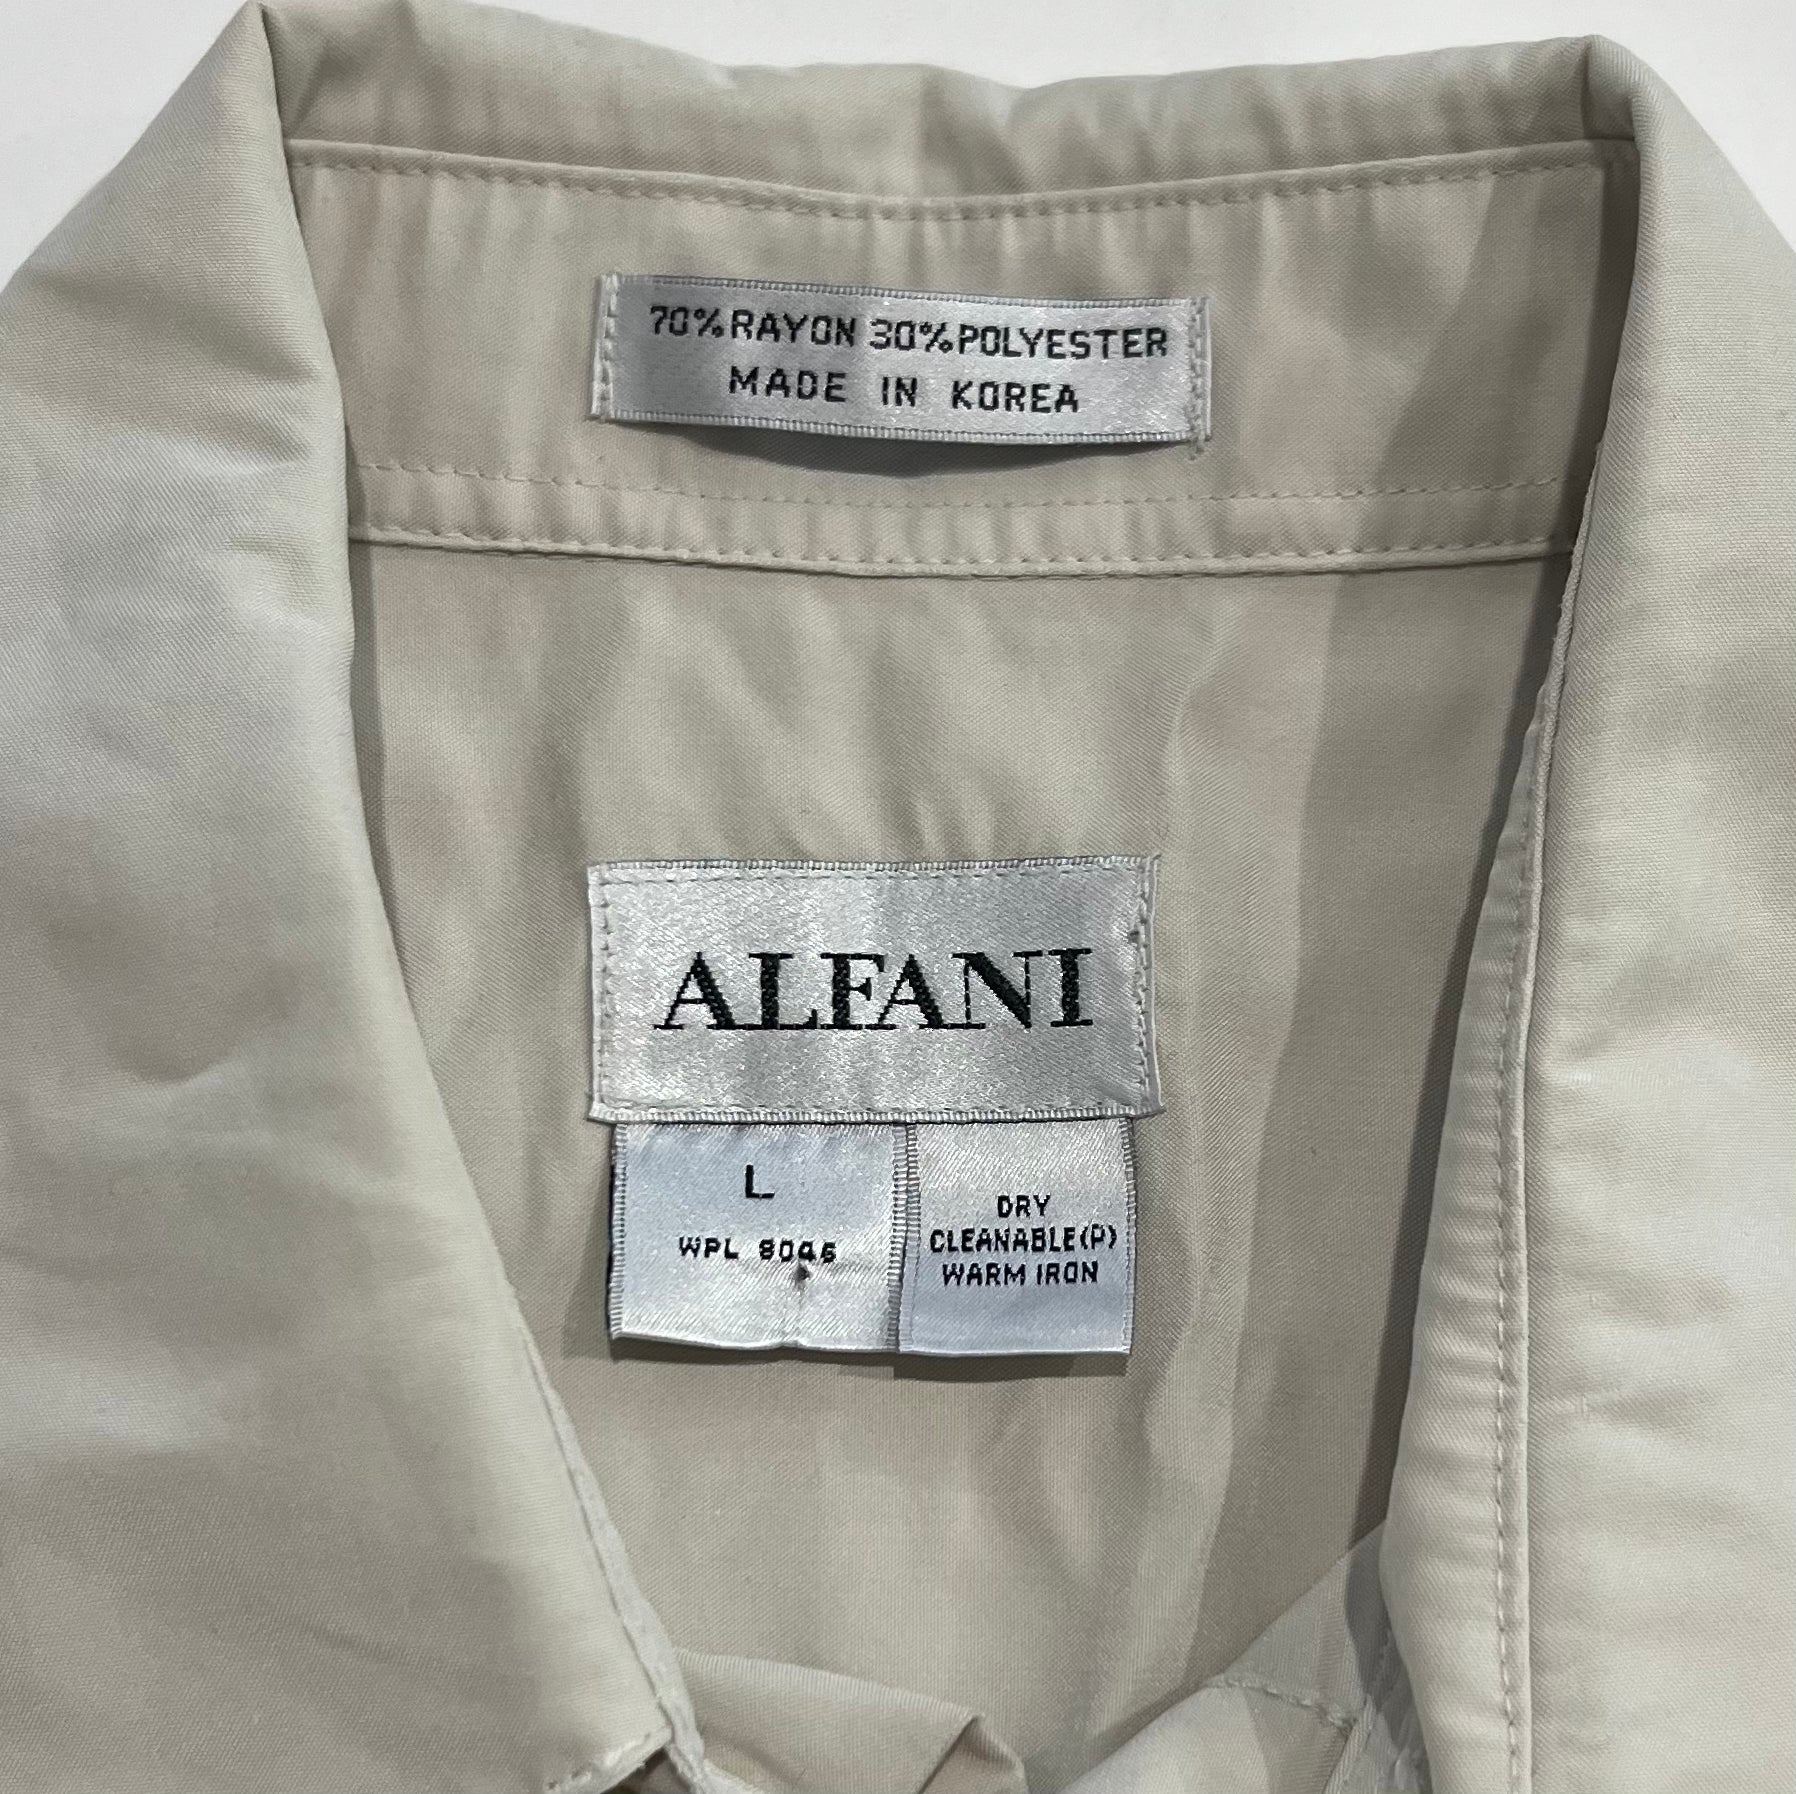 70% RAYON 30% POLYESTER
MADE IN KOREA
ALFANI
L
WPL 8046
DRY
CLEANABLE(P)
WARM IRON